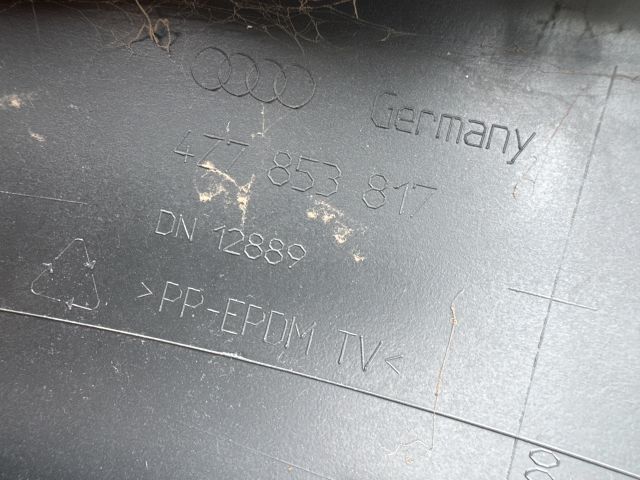 Germany
4Z7 853 817
DN 12889
>PP-EPDM TV<